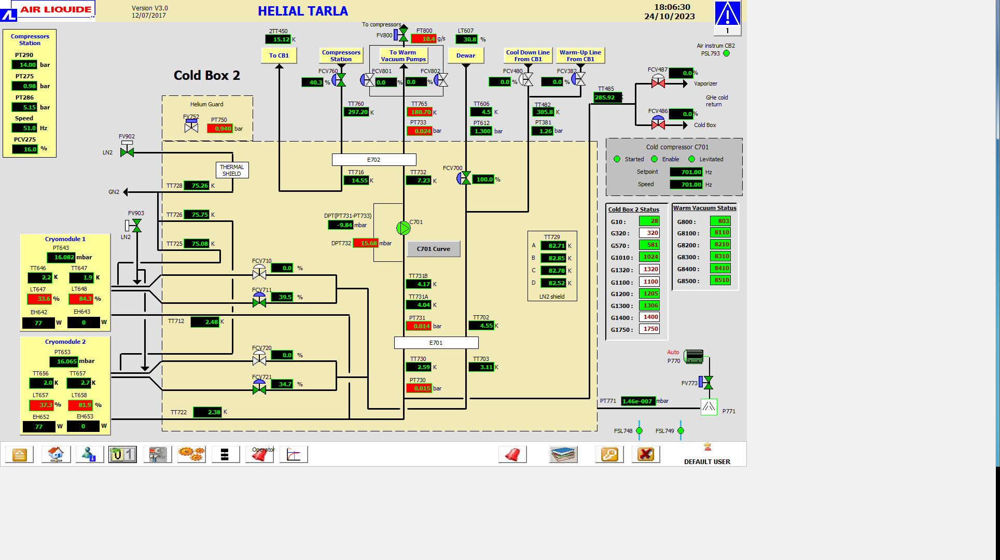 AIR LIQUIDE
™
Version V3.0
12/07/2017
HELIAL TARLA
18:06:30
24/10/2023
1
Compressors
Station
PT290
14.00 bar
PT275
0.98 bar
PT286
5.15 bar
Speed
51.0 Hz
PCV275
16.0 %
Cold Box 2
2TT450
15.12 K
To CB1
Compressors
Station
FCV760
40.3 %
To compressors
FV800
FT800
10.4 g/s
To Warm
Vacuum Pumps
FCV801
0.0 %
FCV802
0.0 %
LT607
30.8 %
Dewar
Cool Down Line
From CB1
FCV480
0.0 %
Warm-Up Line
From CB1
FCV382
0.0 %
Air instrum CB2
PSL793
FCV487
0.0 %
Vaporizer
GHe cold
return
FCV486
0.0 %
Cold Box
TT485
285.92 K
Helium Guard
FV752
PT750
0.940 bar
TT760
297.20 K
TT765
180.70 K
PT733
0.024 bar
TT606
4.5 K
PT612
1.300 bar
TT482
305.8 K
PT381
1.26 bar
FV902
LN2
THERMAL
SHIELD
TT728 75.26 K
GN2
TT726 75.75 K
FV903
LN2
TT725 75.08 K
E702
TT716
14.55 K
TT732
7.23 K
FCV700
100.0 %
DPT(PT731-PT733)
-9.84 mbar
C701
DPT732 15.68 mbar
C701 Curve
TT729
A 82.71 K
B 82.85 K
C 82.78 K
D 82.52 K
LN2 shield
Cold compressor C701
Started Enable Levitated
Setpoint 701.00 Hz
Speed 701.00 Hz
Cold Box 2 Status
G10 : 28
G320 : 320
G570 : 581
G1010 : 1024
G1320 : 1320
G1100 : 1100
G1200 : 1205
G1300 : 1306
G1400 : 1400
G1750 : 1750
Warm Vacuum Status
G800 : 803
G8100 : 8110
G8200 : 8210
G8300 : 8310
G8400 : 8410
G8500 : 8510
Cryomodule 1
PT643
16.082 mbar
TT646 TT647
2.2 K 1.9 K
LT647 LT648
33.6 % 84.3 %
EH642 EH643
77 W 0 W
Cryomodule 2
PT653
16.065 mbar
TT656 TT657
2.0 K 2.7 K
LT657 LT658
37.3 % 81.9 %
EH652 EH653
77 W 0 W
FCV710
0.0 %
FCV711
39.5 %
TT712 2.48 K
FCV720
0.0 %
FCV721
34.7 %
TT722 2.38 K
TT731B
4.17 K
TT731A
4.04 K
PT731
0.014 bar
TT702
4.55 K
E701
TT730
2.59 K
TT703
3.11 K
PT730
0.015 bar
Auto
P770
FV773
PT771 1.46e-007 mbar
P771
FSL748 FSL749
0 1
Operator
DEFAULT USER